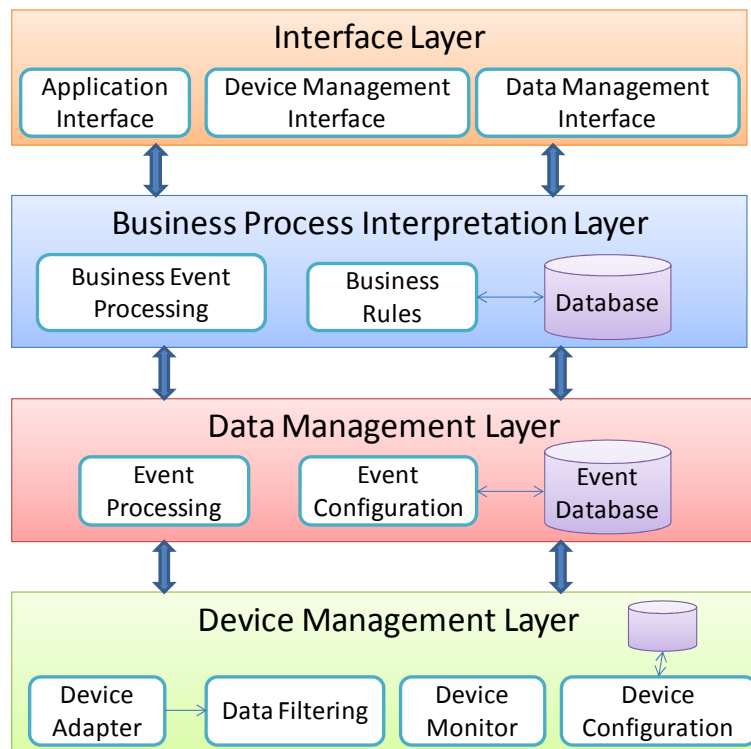 Interface Layer
Application
Interface
Device Management
Interface
Data Management
Interface
Business Process Interpretation Layer
Business Event
Processing
Business
Rules
Database
Data Management Layer
Event
Processing
Event
Configuration
Event
Database
Device Management Layer
Device
Adapter
Data Filtering
Device
Monitor
Device
Configuration